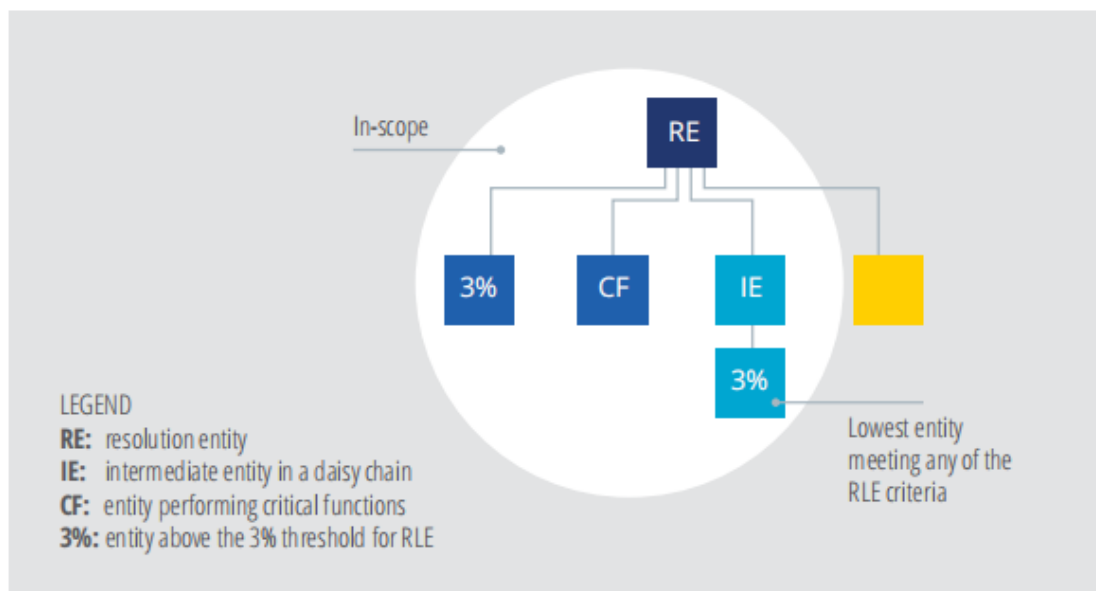 RE
In-scope
3%
CF
IE
3%
LEGEND
RE: resolution entity
IE: intermediate entity in a daisy chain
CF: entity performing critical functions
3%: entity above the 3% threshold for RLE
Lowest entity
meeting any of the
RLE criteria